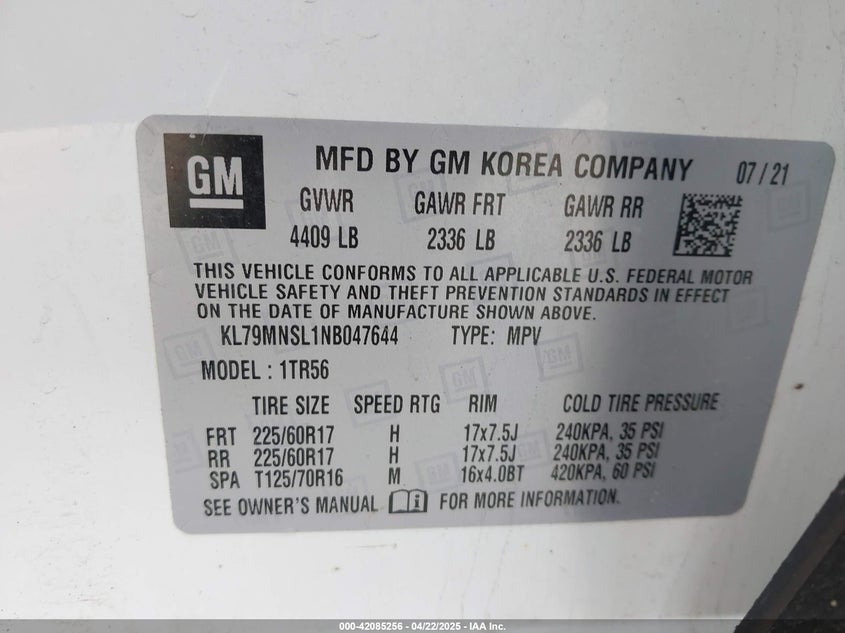 GM MFD BY GM KOREA COMPANY 07/21
GVWR GAWR FRT GAWR RR
4409 LB 2336 LB 2336 LB
THIS VEHICLE CONFORMS TO ALL APPLICABLE U.S. FEDERAL MOTOR
VEHICLE SAFETY AND THEFT PREVENTION STANDARDS IN EFFECT
ON THE DATE OF MANUFACTURE SHOWN ABOVE.
KL79MNSL1NB047644 TYPE: MPV
MODEL : 1TR56
TIRE SIZE SPEED RTG RIM COLD TIRE PRESSURE
FRT 225/60R17 H 17x7.5J 240KPA, 35 PSI
RR 225/60R17 H 17x7.5J 240KPA, 35 PSI
SPA T125/70R16 M 16x4.0BT 420KPA, 60 PSI
SEE OWNER'S MANUAL FOR MORE INFORMATION.
000-42085256 - 04/22/2025 - IAA Inc.